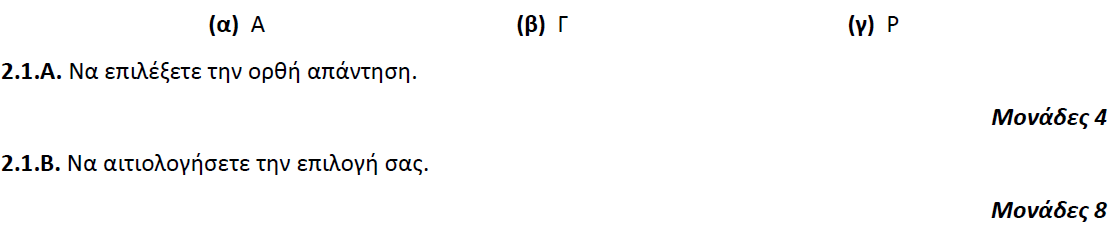 (α) Α (β) Γ (γ) Ρ
2.1.Α. Να επιλέξετε την ορθή απάντηση.
Μονάδες 4
2.1.Β. Να αιτιολογήσετε την επιλογή σας.
Μονάδες 8